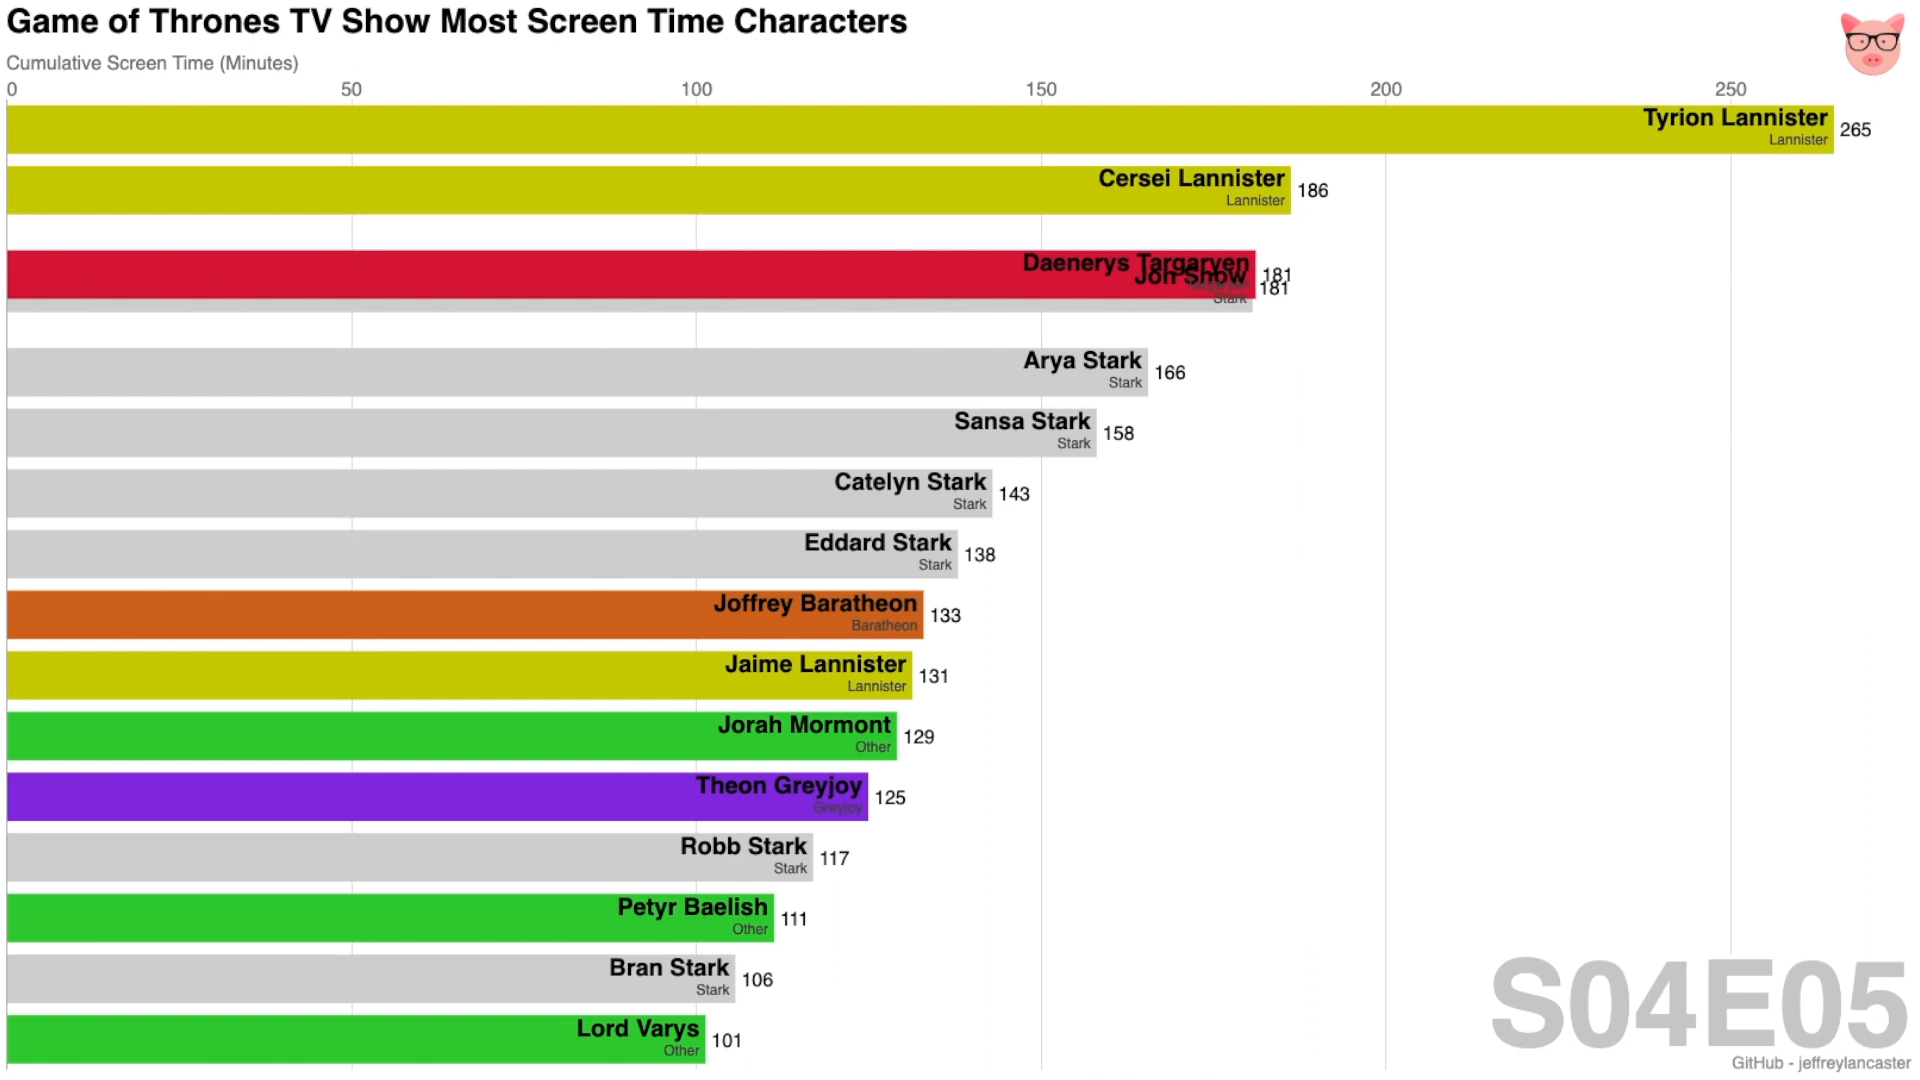 Game of Thrones TV Show Most Screen Time Characters
Cumulative Screen Time (Minutes)
0 50 100 150 200 250
Tyrion Lannister 265
Lannister
Cersei Lannister 186
Lannister
Daenerys Targaryen 181
Jon Snow 181
Stark
Arya Stark 166
Stark
Sansa Stark 158
Stark
Catelyn Stark 143
Stark
Eddard Stark 138
Stark
Joffrey Baratheon 133
Baratheon
Jaime Lannister 131
Lannister
Jorah Mormont 129
Other
Theon Greyjoy 125
Greyjoy
Robb Stark 117
Stark
Petyr Baelish 111
Other
Bran Stark 106
Stark
Lord Varys 101
Other
S04E05
GitHub - jeffreylancaster